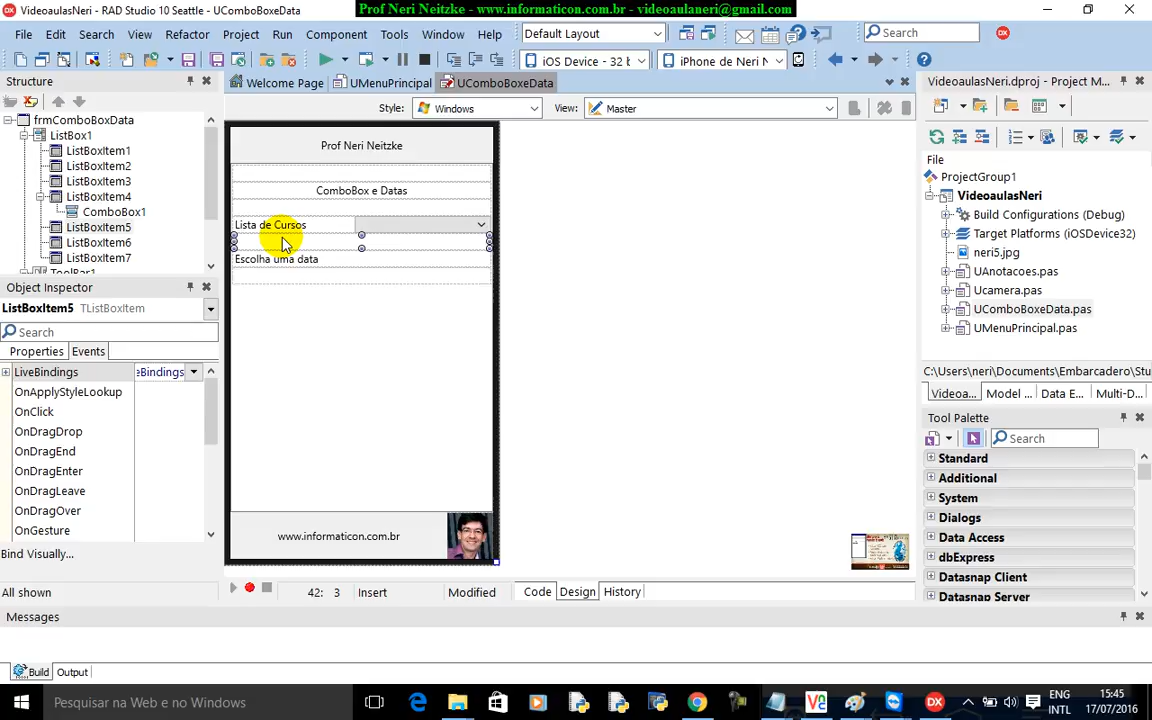 Prof Neri Neitzke - www.informaticon.com.br - videoaulaneri@gmail.com
VideoaulasNeri - RAD Studio 10 Seattle - UComboBoxeData
File Edit Search View Refactor Project Run Component Tools Window Help
Default Layout
Search
iOS Device - 32 b
iPhone de Neri N
Structure
Welcome Page
UMenuPrincipal
UComboBoxeData
VideoaulasNeri.dproj - Project M...
Style:
Windows
View:
Master
frmComboBoxData
ListBox1
ListBoxItem1
ListBoxItem2
ListBoxItem3
ListBoxItem4
ComboBox1
ListBoxItem5
ListBoxItem6
ListBoxItem7
ToolBar1
Object Inspector
ListBoxItem5 TListBoxItem
Search
Properties
Events
LiveBindings
eBindings
OnApplyStyleLookup
OnClick
OnDragDrop
OnDragEnd
OnDragEnter
OnDragLeave
OnDragOver
OnGesture
Bind Visually...
All shown
Prof Neri Neitzke
ComboBox e Datas
Lista de Cursos
Escolha uma data
www.informaticon.com.br
42: 3
Insert
Modified
Code
Design
History
File
ProjectGroup1
VideoaulasNeri
Build Configurations (Debug)
Target Platforms (iOSDevice32)
neri5.jpg
UAnotacoes.pas
Ucamera.pas
UComboBoxeData.pas
UMenuPrincipal.pas
C:\Users\neri\Documents\Embarcadero\Stu
Videoa...
Model ...
Data E...
Multi-D...
Tool Palette
Search
Standard
Additional
System
Dialogs
Data Access
dbExpress
Datasnap Client
Datasnap Server
Messages
Build
Output
Pesquisar na Web e no Windows
ENG
INTL
15:45
17/07/2016